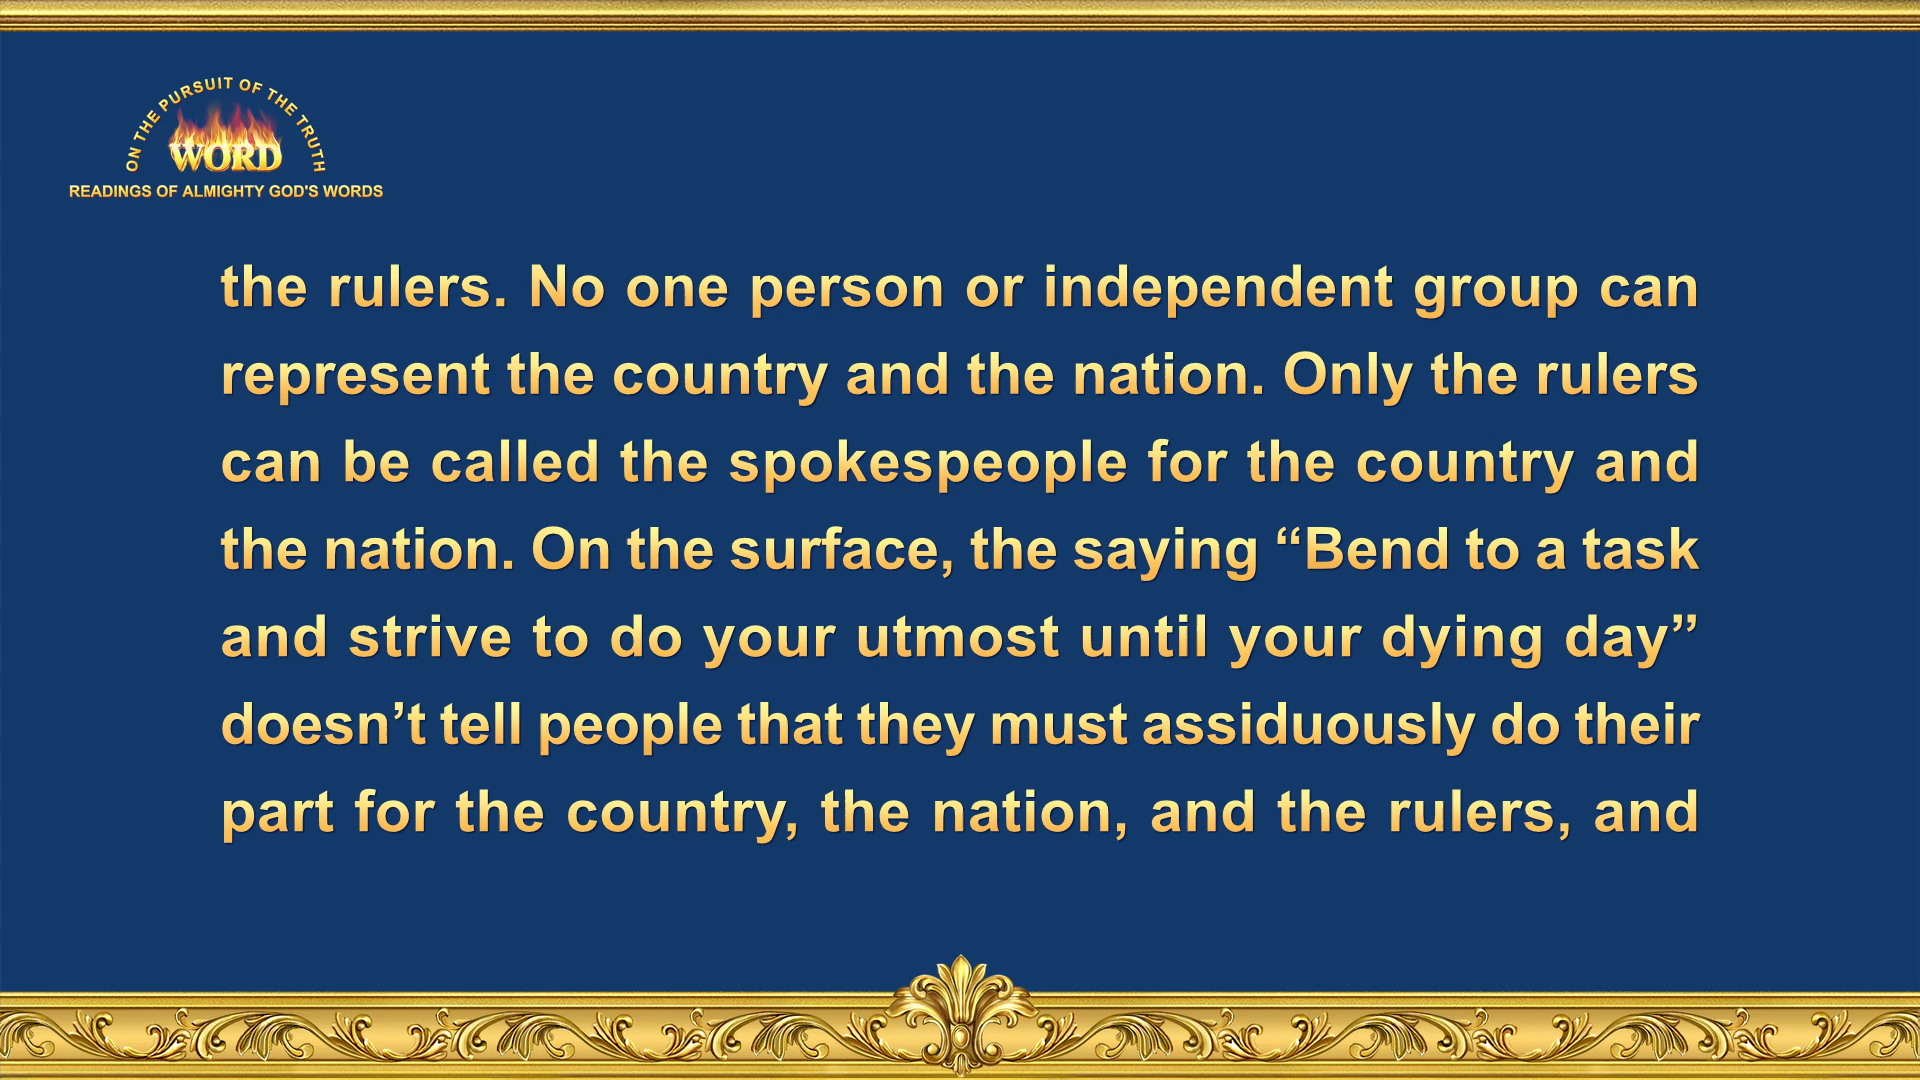 ON THE PURSUIT OF THE TRUTH
WORD
READINGS OF ALMIGHTY GOD'S WORDS
the rulers. No one person or independent group can
represent the country and the nation. Only the rulers
can be called the spokespeople for the country and
the nation. On the surface, the saying “Bend to a task
and strive to do your utmost until your dying day”
doesn’t tell people that they must assiduously do their
part for the country, the nation, and the rulers, and